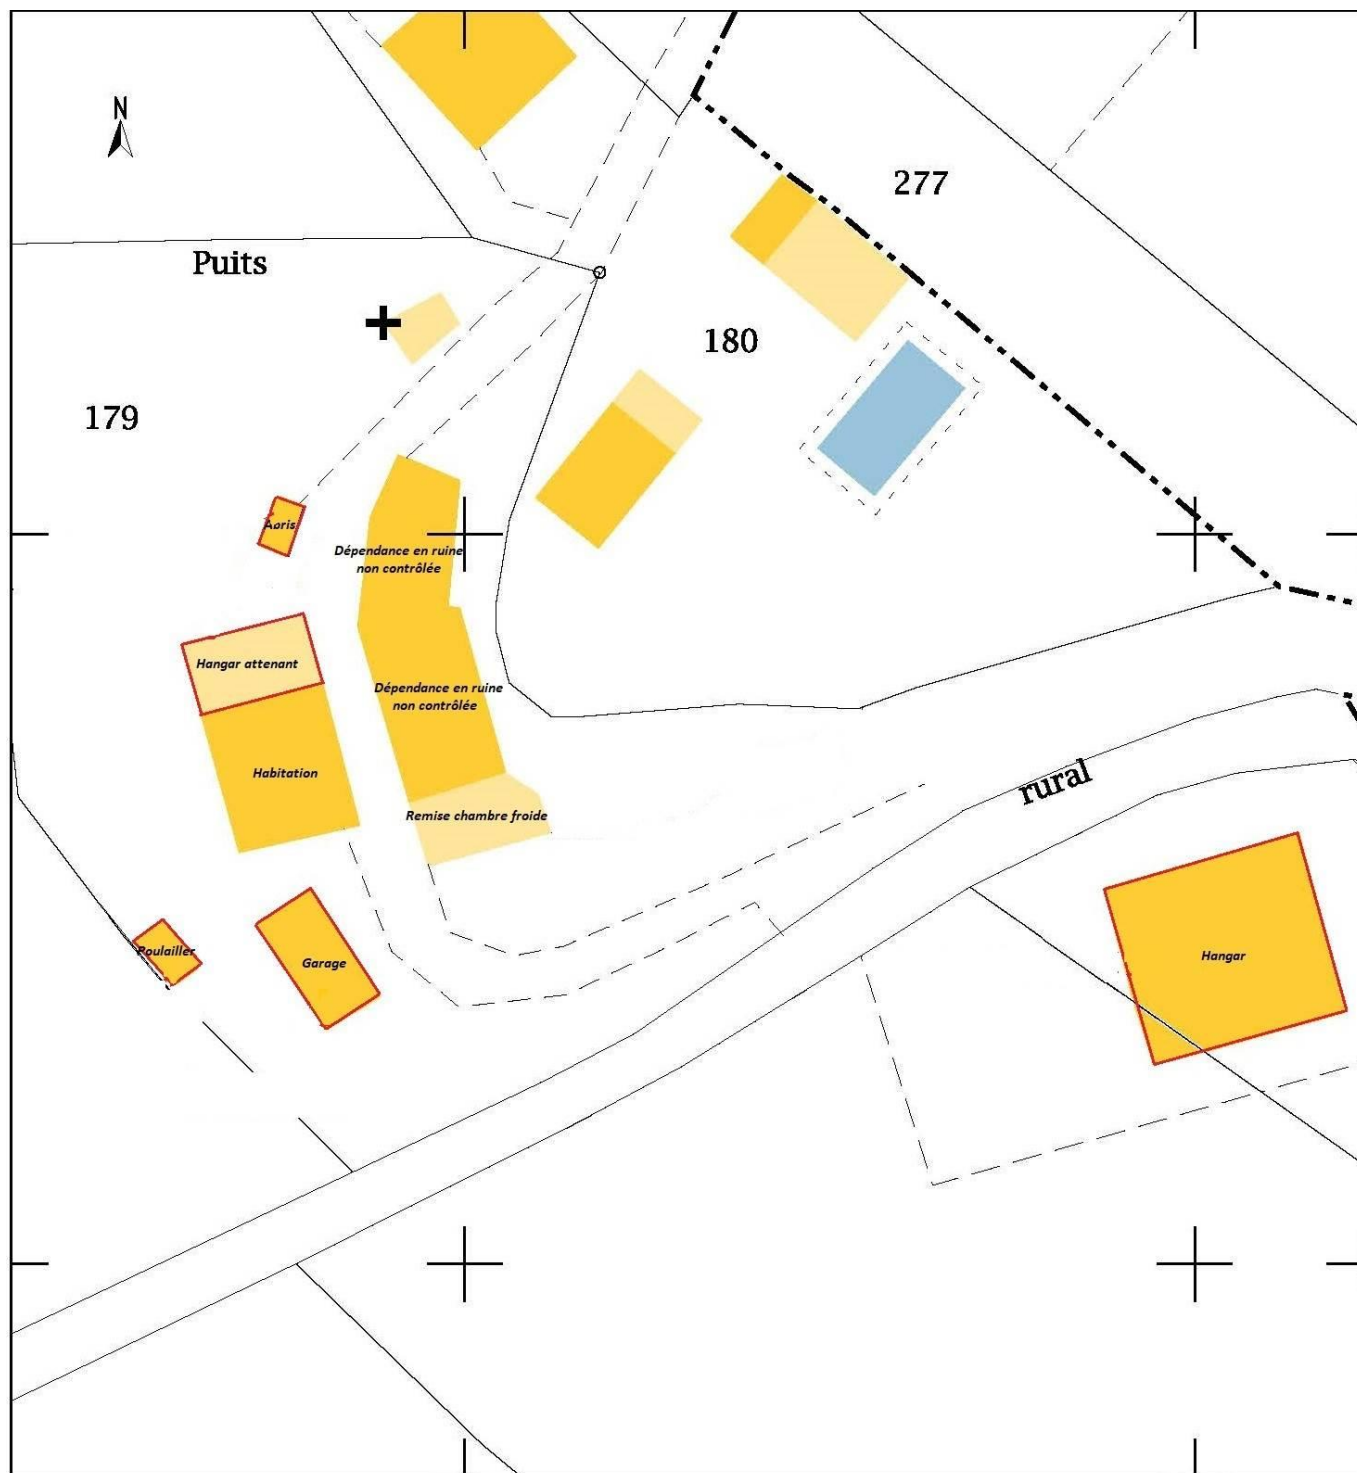 N
277
Puits
180
179
Abris
Dépendance en ruine
non contrôlée
Hangar attenant
Dépendance en ruine
non contrôlée
Habitation
rural
Remise chambre froide
Poulailler
Garage
Hangar